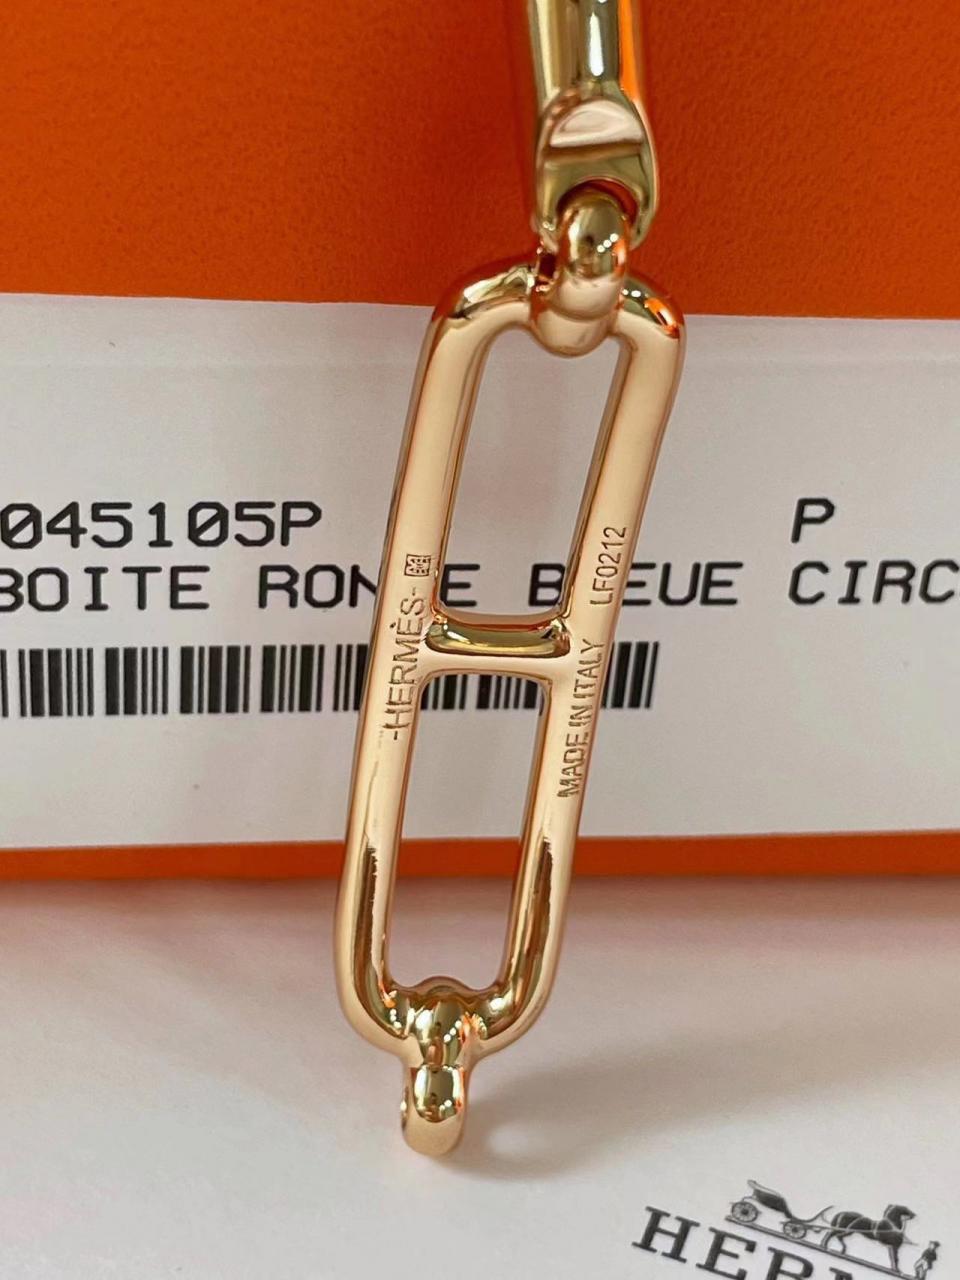 045105P P
BOITE RON E B EUE CIRC
-HERMÈS-
MADE IN ITALY LF0212
HER